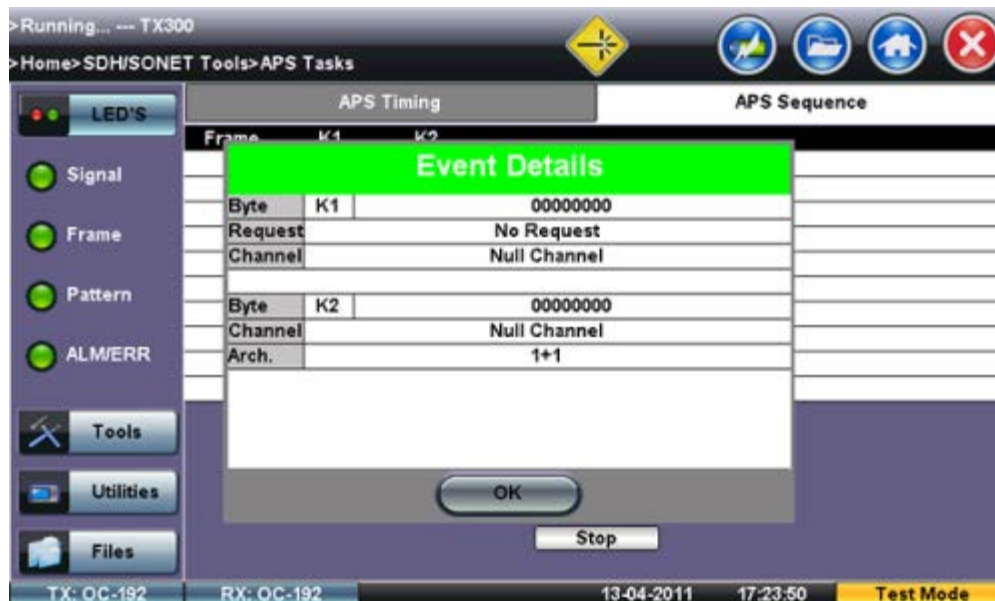 >Running... --- TX300
>Home>SDH/SONET Tools>APS Tasks
LED'S
APS Timing
APS Sequence
Frame K1 K2
Event Details
Signal
Byte K1 00000000
Request No Request
Frame
Channel Null Channel
Pattern
Byte K2 00000000
Channel Null Channel
ALM/ERR
Arch. 1+1
Tools
Utilities
OK
Stop
Files
TX: OC-192
RX: OC-192
13-04-2011
17:23:50
Test Mode